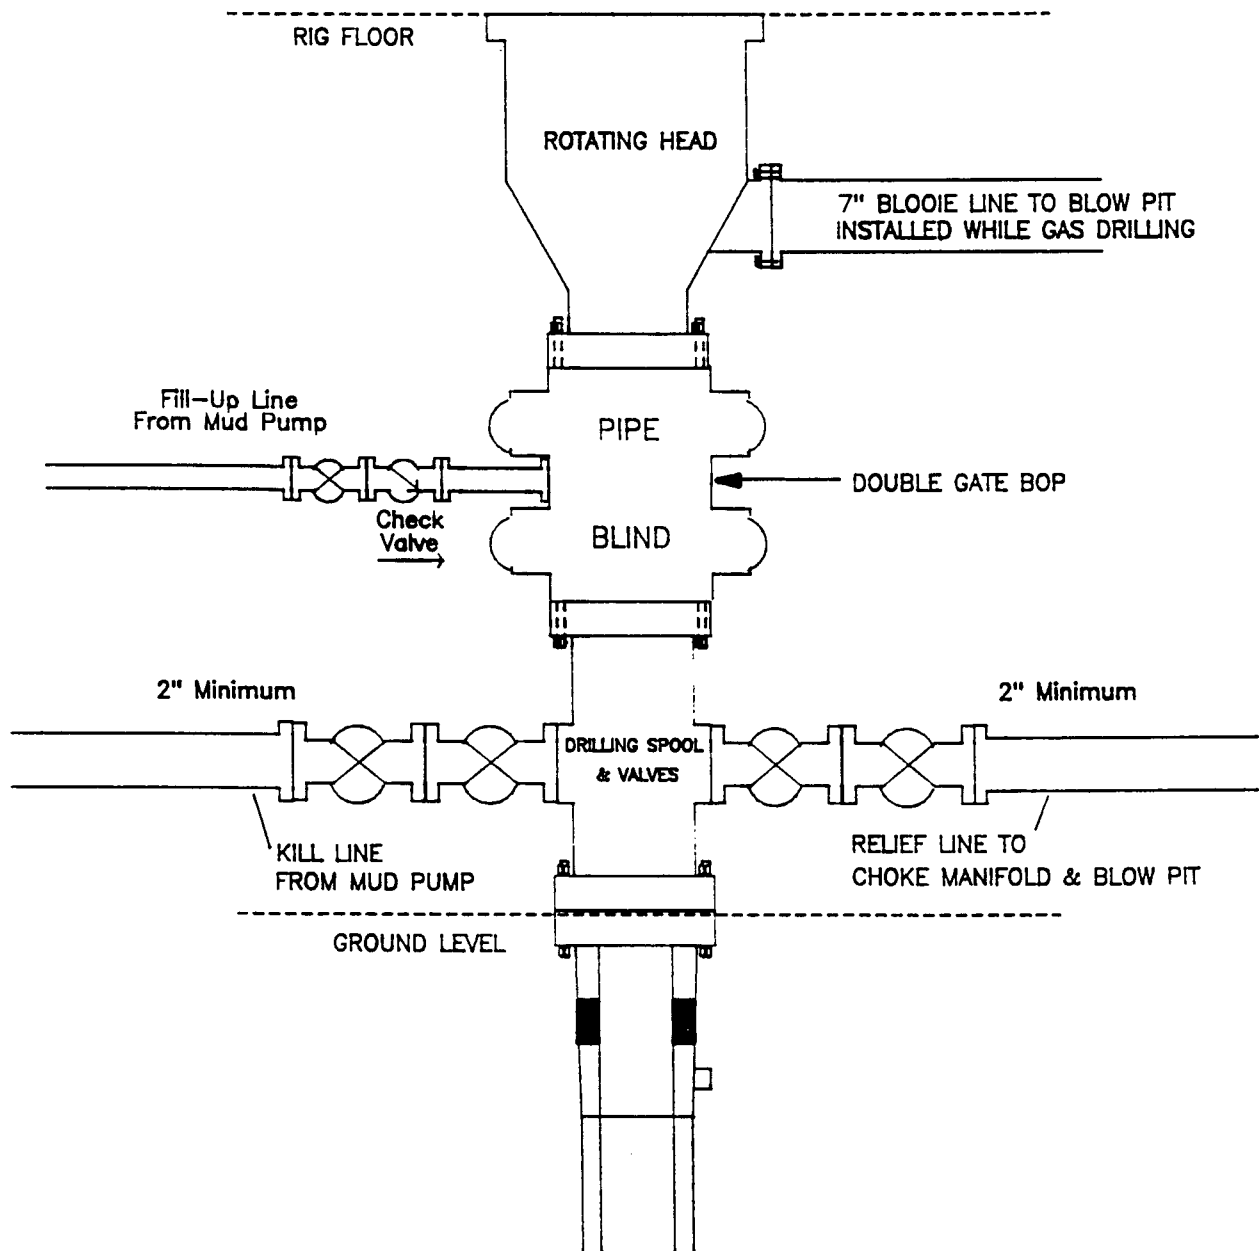 RIG FLOOR
ROTATING HEAD
7" BLOOIE LINE TO BLOW PIT
INSTALLED WHILE GAS DRILLING
Fill-Up Line
From Mud Pump
PIPE
DOUBLE GATE BOP
Check
Valve
BLIND
2" Minimum
2" Minimum
DRILLING SPOOL
& VALVES
KILL LINE
FROM MUD PUMP
RELIEF LINE TO
CHOKE MANIFOLD & BLOW PIT
GROUND LEVEL